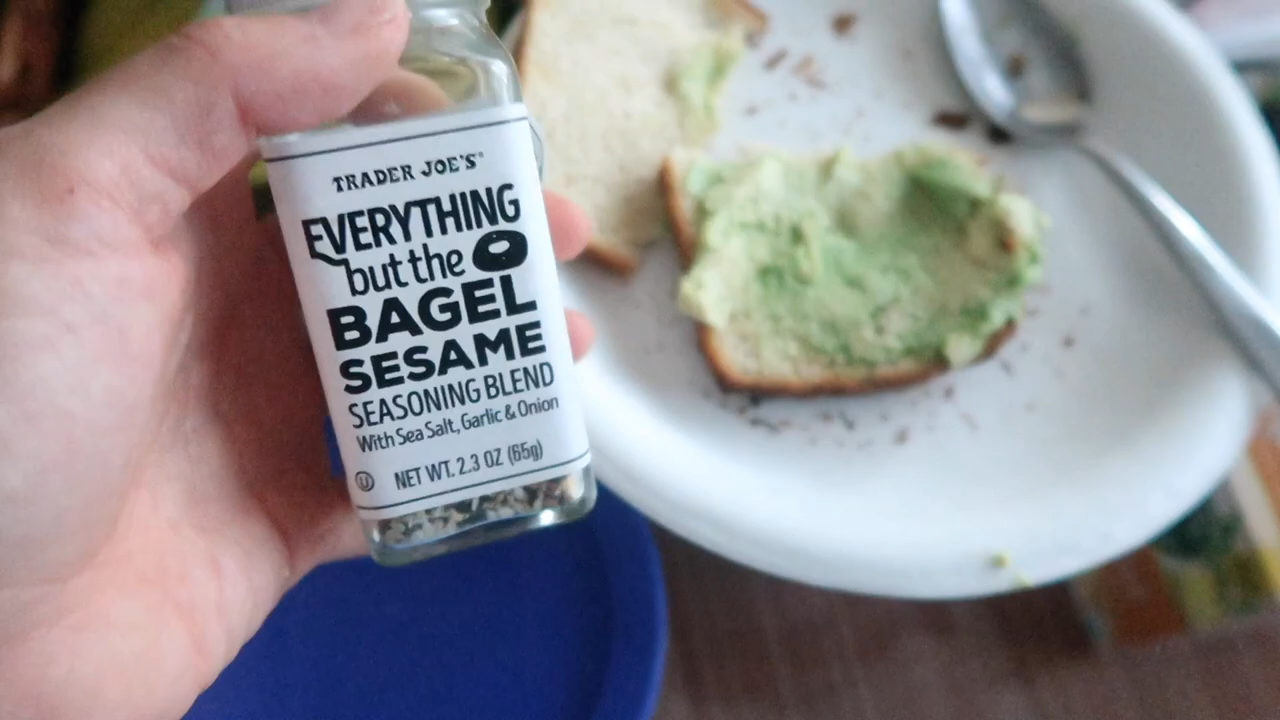 TRADER JOE'S
EVERYTHING
but the
BAGEL
SESAME
SEASONING BLEND
With Sea Salt, Garlic & Onion
U NET WT. 2.3 OZ (65g)